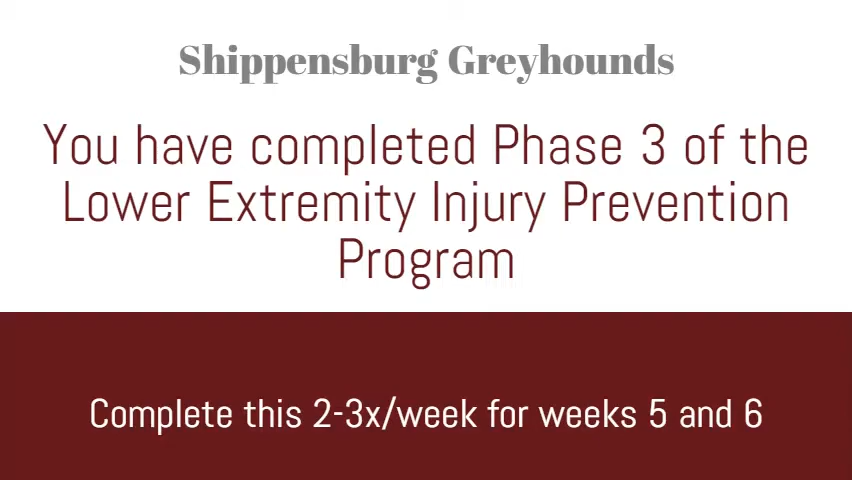 Shippensburg Greyhounds
You have completed Phase 3 of the
Lower Extremity Injury Prevention
Program
Complete this 2-3x/week for weeks 5 and 6